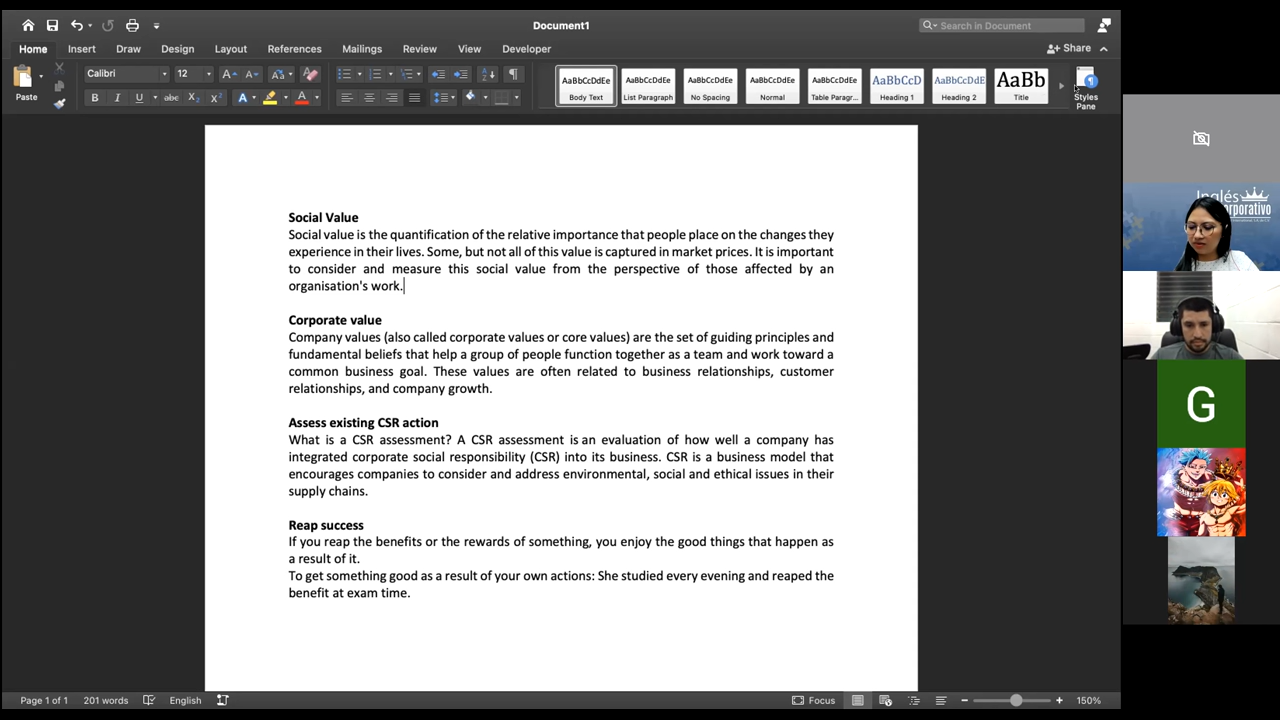 Document1
Search in Document
Home Insert Draw Design Layout References Mailings Review View Developer
Share
Paste
Calibri 12
AaBbCcDdEe AaBbCcDdEe AaBbCcDdEe AaBbCcDdEe AaBbCcDdEe AaBbCcD AaBbCcDdE AaBb
Body Text List Paragraph No Spacing Normal Table Paragr... Heading 1 Heading 2 Title
Styles
Pane
Social Value
Social value is the quantification of the relative importance that people place on the changes they
experience in their lives. Some, but not all of this value is captured in market prices. It is important
to consider and measure this social value from the perspective of those affected by an
organisation's work.
Corporate value
Company values (also called corporate values or core values) are the set of guiding principles and
fundamental beliefs that help a group of people function together as a team and work toward a
common business goal. These values are often related to business relationships, customer
relationships, and company growth.
Assess existing CSR action
What is a CSR assessment? A CSR assessment is an evaluation of how well a company has
integrated corporate social responsibility (CSR) into its business. CSR is a business model that
encourages companies to consider and address environmental, social and ethical issues in their
supply chains.
Reap success
If you reap the benefits or the rewards of something, you enjoy the good things that happen as
a result of it.
To get something good as a result of your own actions: She studied every evening and reaped the
benefit at exam time.
Page 1 of 1 201 words English Focus 150%
Inglés
orporativo
G